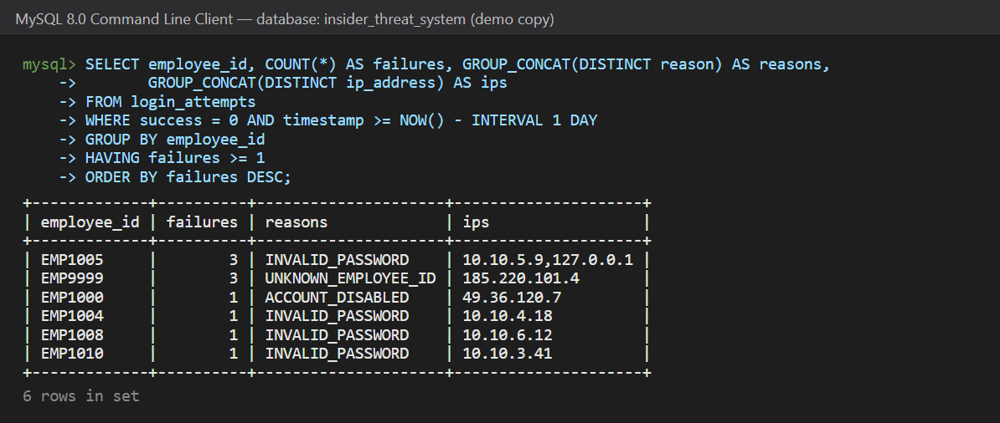 MySQL 8.0 Command Line Client — database: insider_threat_system (demo copy)
mysql> SELECT employee_id, COUNT(*) AS failures, GROUP_CONCAT(DISTINCT reason) AS reasons,
    ->        GROUP_CONCAT(DISTINCT ip_address) AS ips
    -> FROM login_attempts
    -> WHERE success = 0 AND timestamp >= NOW() - INTERVAL 1 DAY
    -> GROUP BY employee_id
    -> HAVING failures >= 1
    -> ORDER BY failures DESC;
+-------------+----------+---------------------+--------------------+
| employee_id | failures | reasons             | ips                |
+-------------+----------+---------------------+--------------------+
| EMP1005     |        3 | INVALID_PASSWORD    | 10.10.5.9,127.0.0.1 |
| EMP9999     |        3 | UNKNOWN_EMPLOYEE_ID | 185.220.101.4      |
| EMP1000     |        1 | ACCOUNT_DISABLED    | 49.36.120.7        |
| EMP1004     |        1 | INVALID_PASSWORD    | 10.10.4.18         |
| EMP1008     |        1 | INVALID_PASSWORD    | 10.10.6.12         |
| EMP1010     |        1 | INVALID_PASSWORD    | 10.10.3.41         |
+-------------+----------+---------------------+--------------------+
6 rows in set